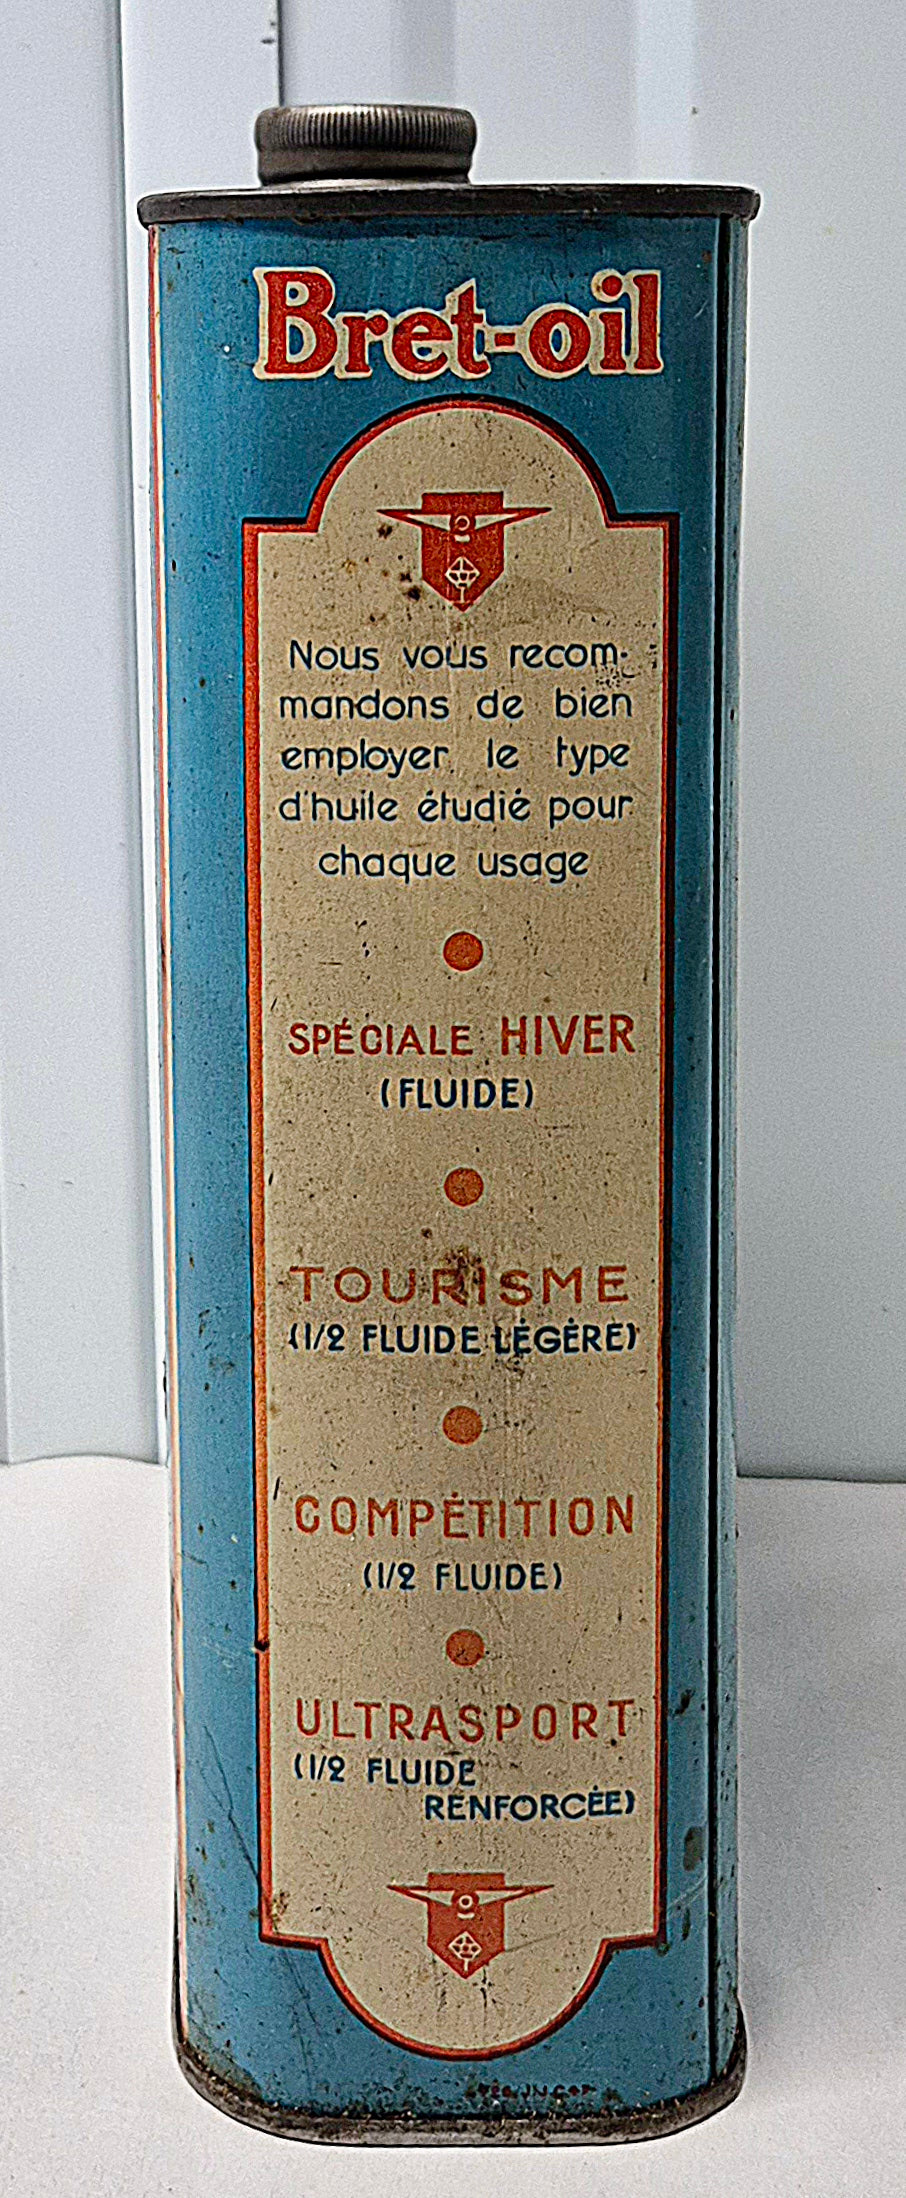 Bret-oil
Nous vous recom-
mandons de bien
employer le type
d'huile étudié pour
chaque usage
SPÉCIALE HIVER
(FLUIDE)
TOURISME
(1/2 FLUIDE LÉGÈRE)
COMPÉTITION
(1/2 FLUIDE)
ULTRASPORT
(1/2 FLUIDE
RENFORCÉE)